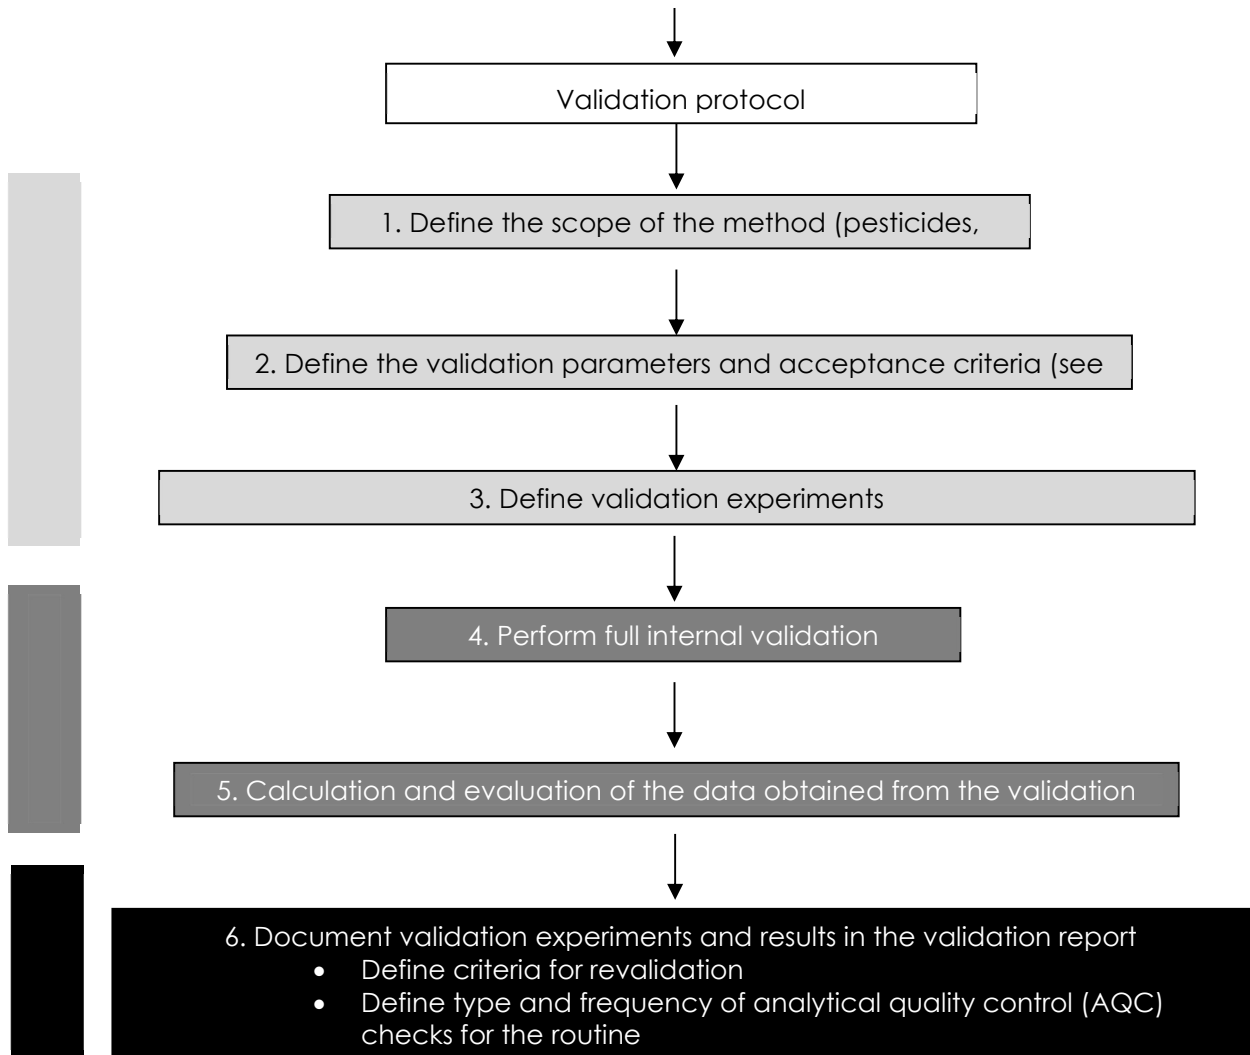 Validation protocol
1. Define the scope of the method (pesticides,
2. Define the validation parameters and acceptance criteria (see
3. Define validation experiments
4. Perform full internal validation
5. Calculation and evaluation of the data obtained from the validation
6. Document validation experiments and results in the validation report
• Define criteria for revalidation
• Define type and frequency of analytical quality control (AQC)
checks for the routine